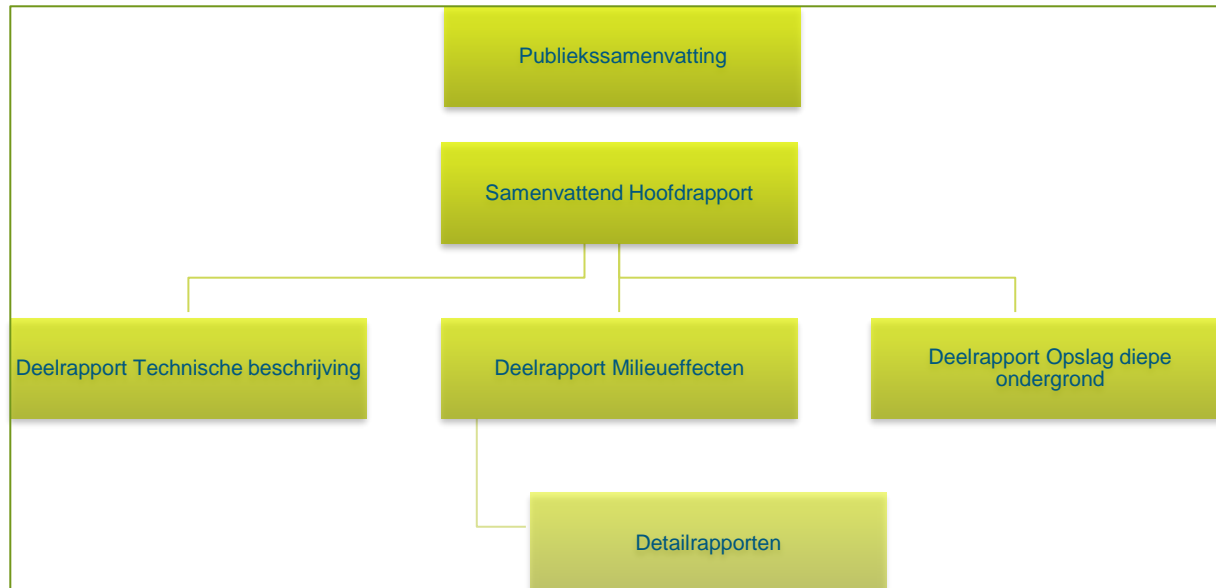 Publiekssamenvatting
Samenvattend Hoofdrapport
Deelrapport Technische beschrijving
Deelrapport Milieueffecten
Deelrapport Opslag diepe
ondergrond
Detailrapporten